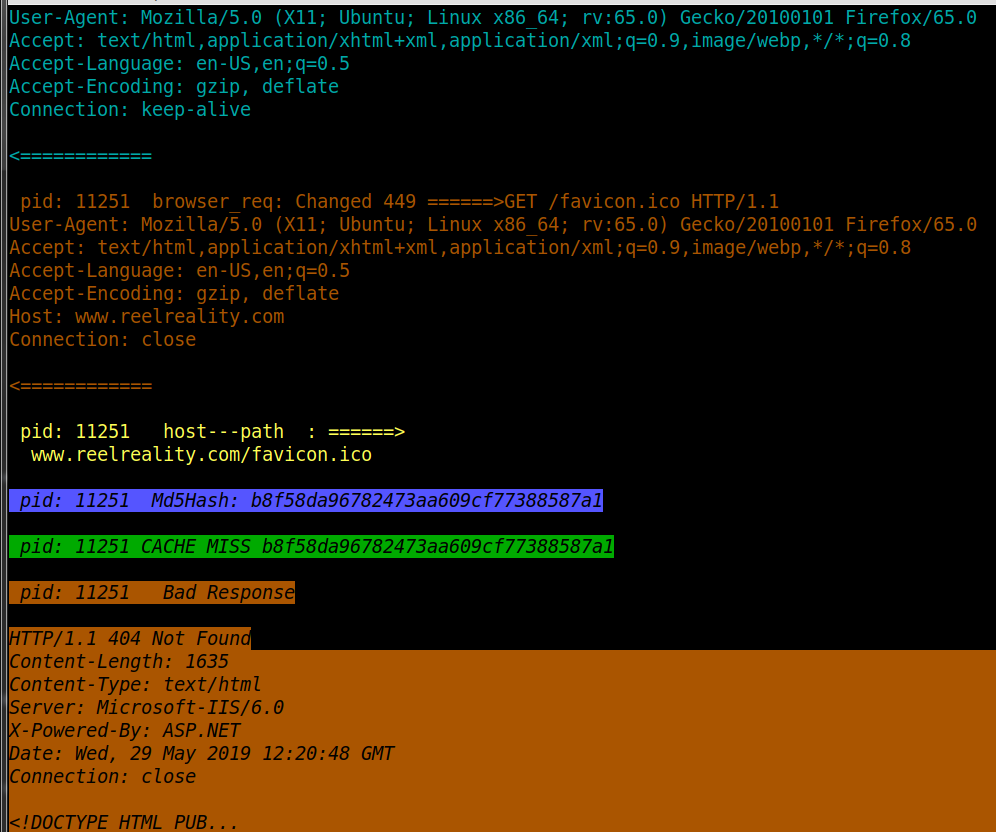 User-Agent: Mozilla/5.0 (X11; Ubuntu; Linux x86_64; rv:65.0) Gecko/20100101 Firefox/65.0
Accept: text/html,application/xhtml+xml,application/xml;q=0.9,image/webp,*/*;q=0.8
Accept-Language: en-US,en;q=0.5
Accept-Encoding: gzip, deflate
Connection: keep-alive
<============
pid: 11251  browser_req: Changed 449 ======>GET /favicon.ico HTTP/1.1
User-Agent: Mozilla/5.0 (X11; Ubuntu; Linux x86_64; rv:65.0) Gecko/20100101 Firefox/65.0
Accept: text/html,application/xhtml+xml,application/xml;q=0.9,image/webp,*/*;q=0.8
Accept-Language: en-US,en;q=0.5
Accept-Encoding: gzip, deflate
Host: www.reelreality.com
Connection: close
<============
pid: 11251   host---path  : ======>
www.reelreality.com/favicon.ico
pid: 11251  Md5Hash: b8f58da96782473aa609cf77388587a1
pid: 11251 CACHE MISS b8f58da96782473aa609cf77388587a1
pid: 11251   Bad Response
HTTP/1.1 404 Not Found
Content-Length: 1635
Content-Type: text/html
Server: Microsoft-IIS/6.0
X-Powered-By: ASP.NET
Date: Wed, 29 May 2019 12:20:48 GMT
Connection: close
<!DOCTYPE HTML PUB...